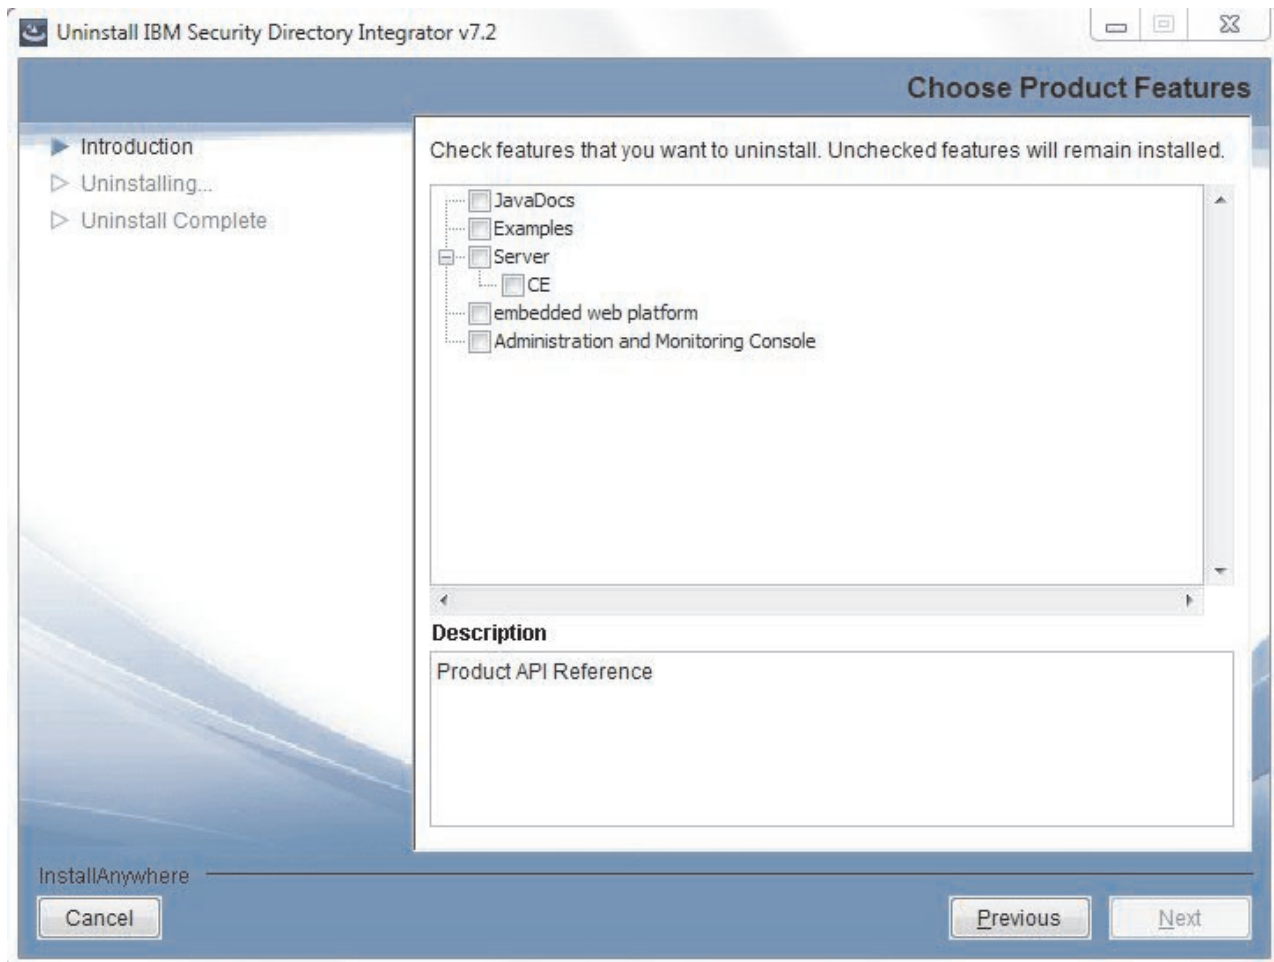 Uninstall IBM Security Directory Integrator v7.2
Choose Product Features
Introduction
Uninstalling...
Uninstall Complete
Check features that you want to uninstall. Unchecked features will remain installed.
JavaDocs
Examples
Server
CE
embedded web platform
Administration and Monitoring Console
Description
Product API Reference
InstallAnywhere
Cancel
Previous
Next